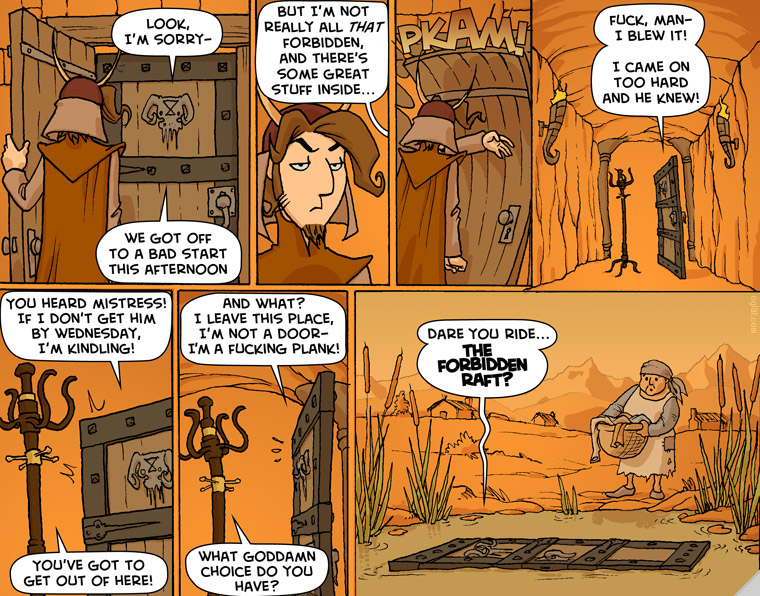 LOOK,
I'M SORRY-
WE GOT OFF
TO A BAD START
THIS AFTERNOON
BUT I'M NOT
REALLY ALL THAT
FORBIDDEN,
AND THERE'S
SOME GREAT
STUFF INSIDE...
PKAM!
FUCK, MAN-
I BLEW IT!
I CAME ON
TOO HARD
AND HE KNEW!
YOU HEARD MISTRESS!
IF I DON'T GET HIM
BY WEDNESDAY,
I'M KINDLING!
YOU'VE GOT TO
GET OUT OF HERE!
AND WHAT?
I LEAVE THIS PLACE,
I'M NOT A DOOR-
I'M A FUCKING PLANK!
WHAT GODDAMN
CHOICE DO YOU
HAVE?
DARE YOU RIDE...
THE
FORBIDDEN
RAFT?
oglaf.com